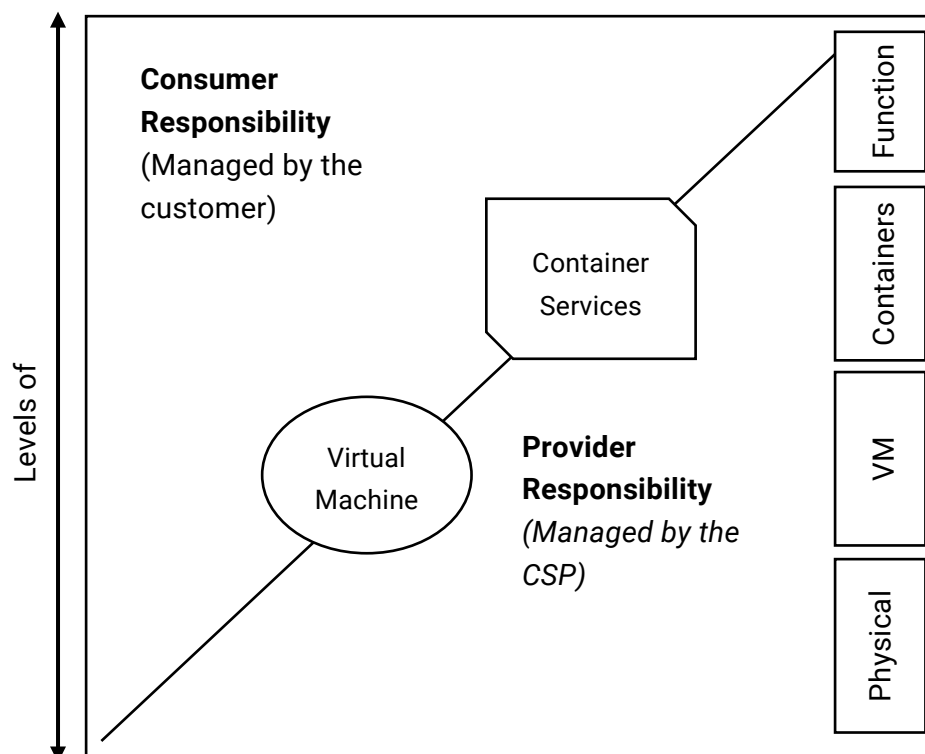 Consumer
Responsibility
(Managed by the
customer)
Container
Services
Virtual
Machine
Provider
Responsibility
(Managed by the
CSP)
Levels of
Function
Containers
VM
Physical